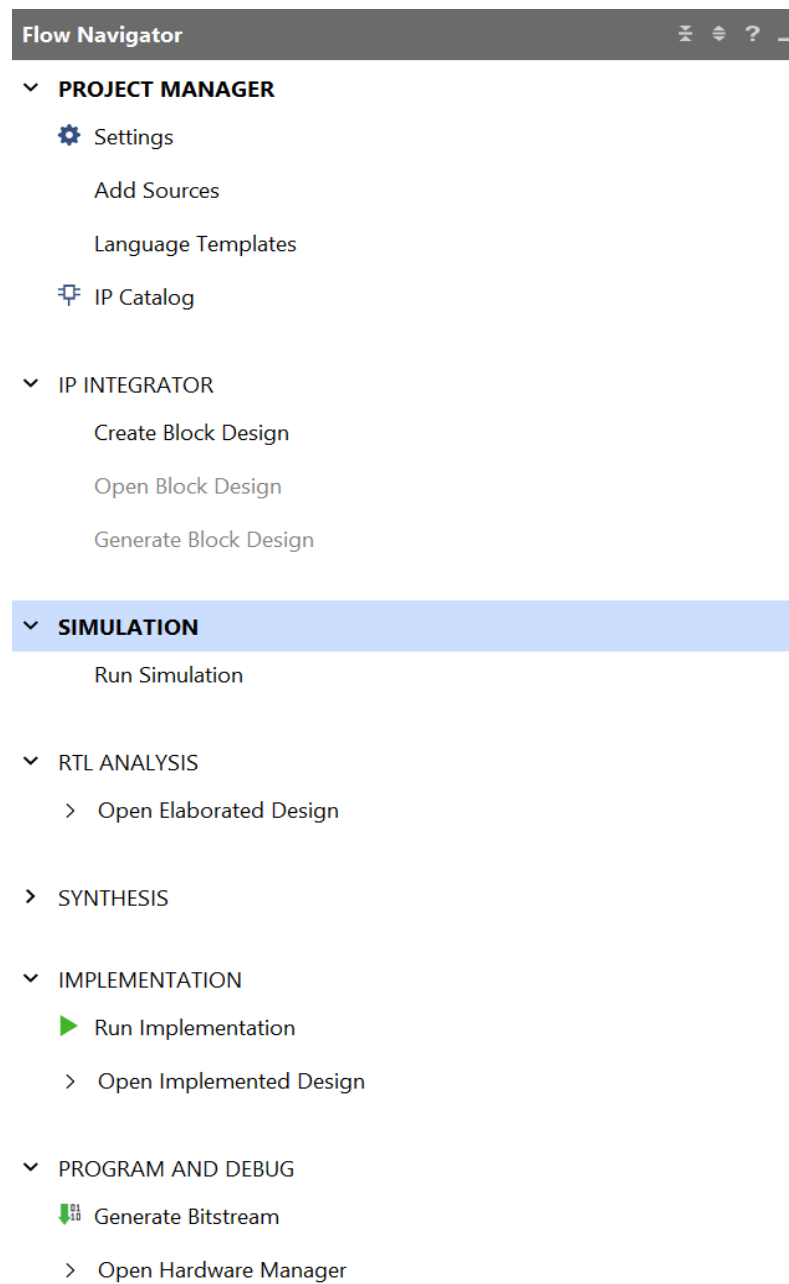 Flow Navigator ?
PROJECT MANAGER
Settings
Add Sources
Language Templates
IP Catalog
IP INTEGRATOR
Create Block Design
Open Block Design
Generate Block Design
SIMULATION
Run Simulation
RTL ANALYSIS
Open Elaborated Design
SYNTHESIS
IMPLEMENTATION
Run Implementation
Open Implemented Design
PROGRAM AND DEBUG
Generate Bitstream
Open Hardware Manager